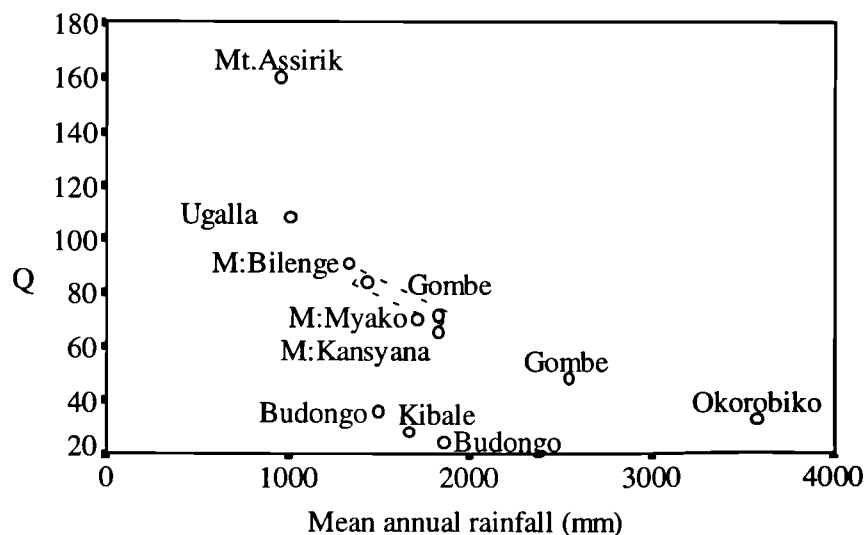 180
160
140
120
100
80
60
40
20
Q
Mt.Assirik
Ugalla
M:Bilenge
Gombe
M:Myako
M:Kansyana
Gombe
Budongo
Kibale
Okorobiko
Budongo
0
1000
2000
3000
4000
Mean annual rainfall (mm)